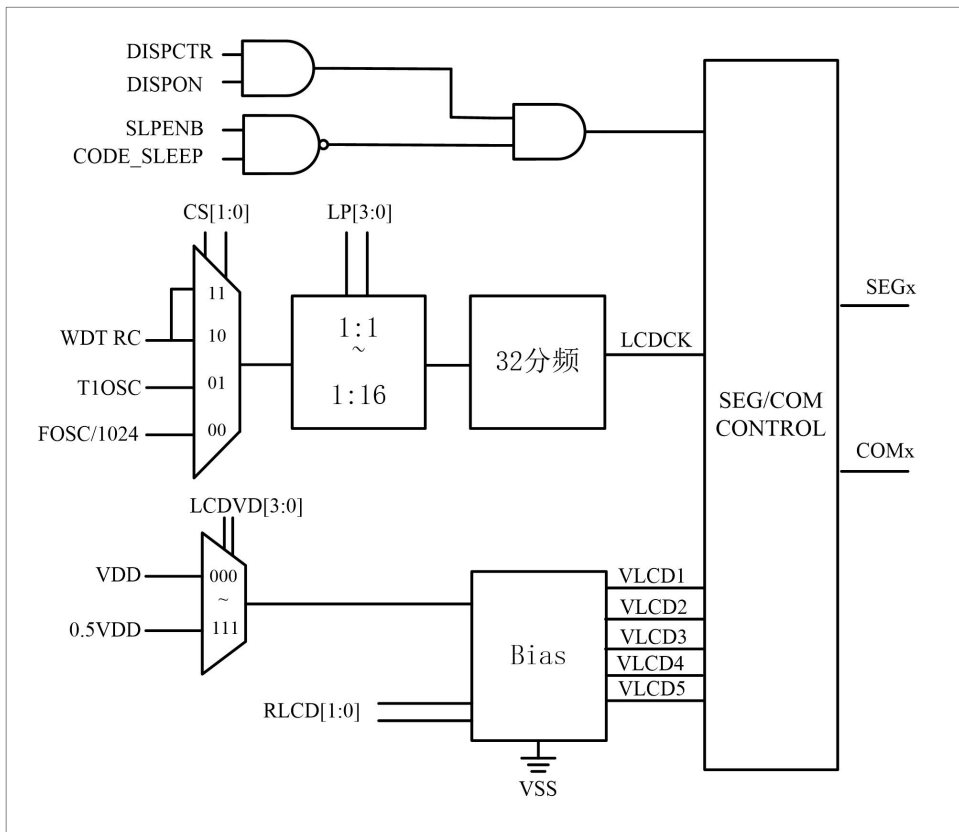 DISPCTR
DISPON
SLPENB
CODE_SLEEP
CS[1:0]
LP[3:0]
11
10
01
00
WDT RC
T1OSC
FOSC/1024
1:1
~
1:16
32分频
LCDCK
SEG/COM
CONTROL
SEGx
COMx
LCDVD[3:0]
VDD
000
~
111
0.5VDD
RLCD[1:0]
Bias
VLCD1
VLCD2
VLCD3
VLCD4
VLCD5
VSS